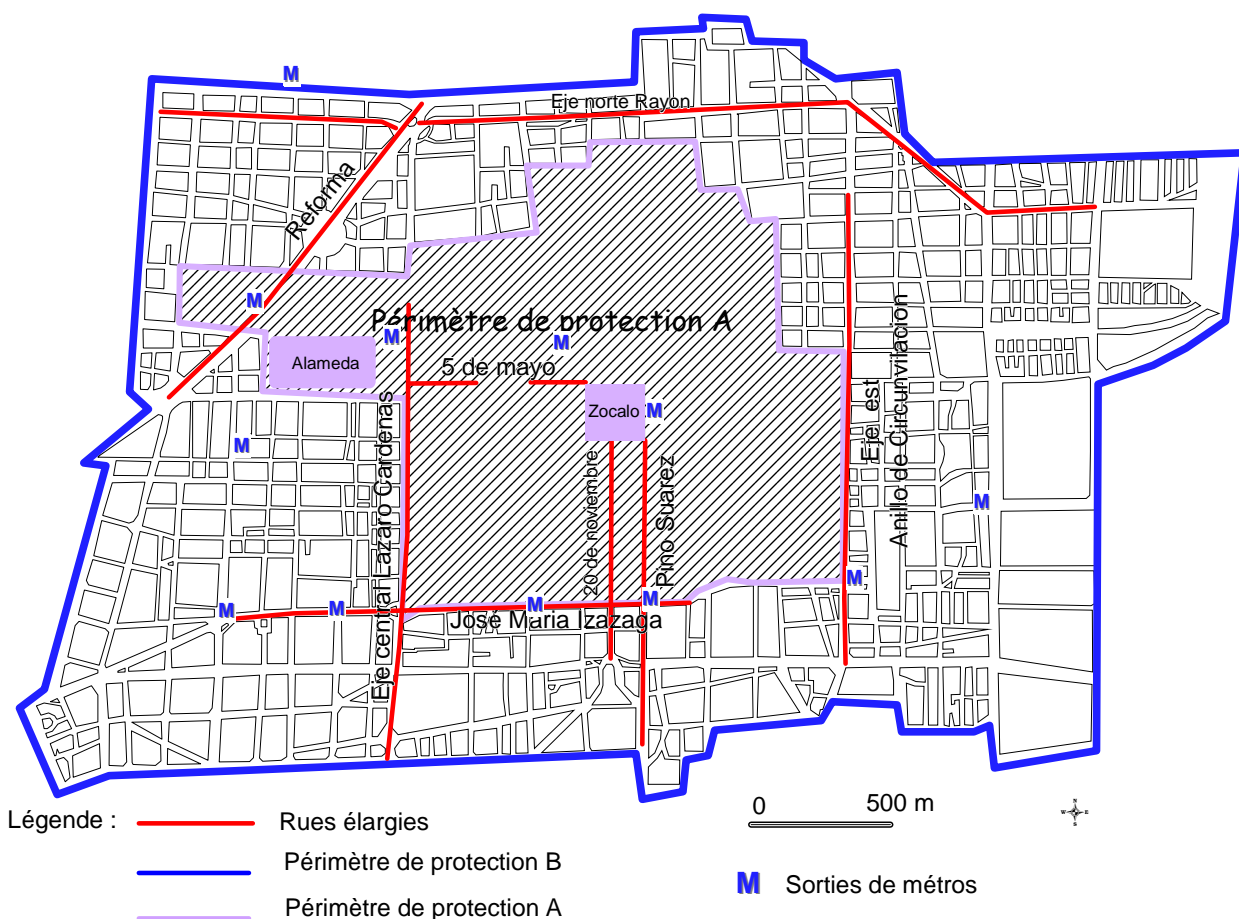 M
Eje norte Rayon
Reforma
M
Périmètre de protection A
M
M
Alameda
5 de mayo
Zocalo
M
M
Eje central Lazaro Cardenas
20 de noviembre
Pino Suarez
Eje est
Anillo de Circunvilacion
M
M
M
M
M
M
José Maria Izazaga
Légende :
Rues élargies
Périmètre de protection B
Périmètre de protection A
0 500 m
N
W E
S
M Sorties de métros